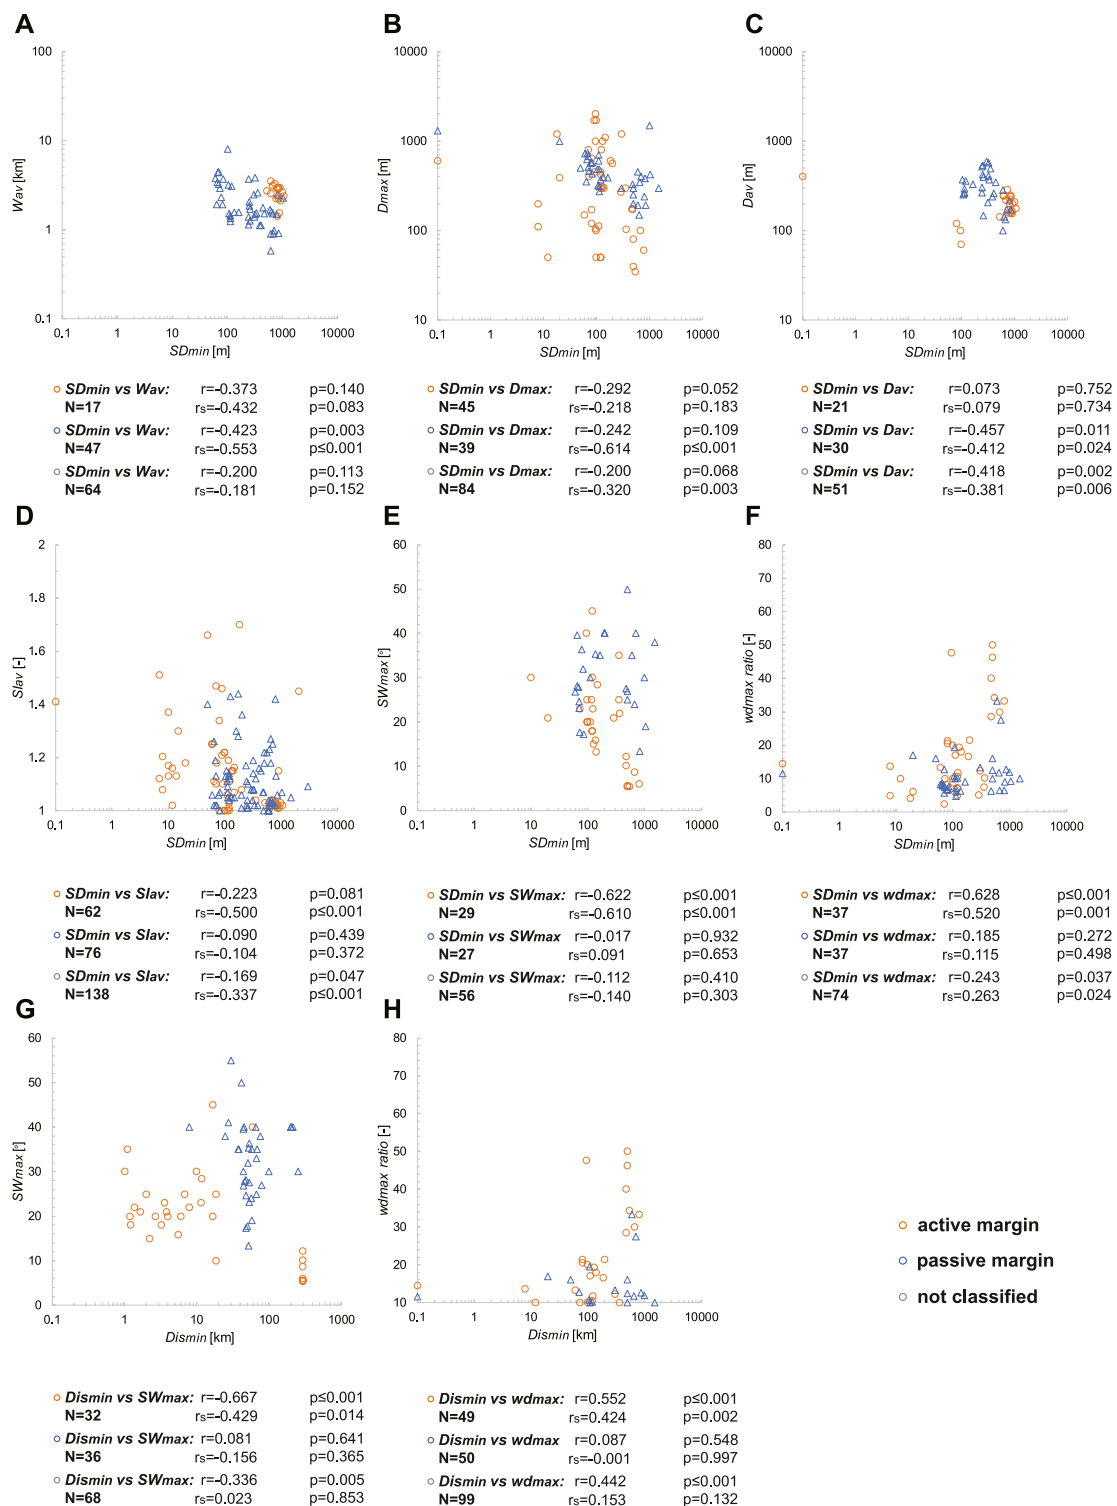 A
100
10
1
0.1
Wav [km]
0.1 1 10 100 1000 10000
SDmin [m]
SDmin vs Wav: r=-0.373 p=0.140
N=17 rs=-0.432 p=0.083
SDmin vs Wav: r=-0.423 p=0.003
N=47 rs=-0.553 p≤0.001
SDmin vs Wav: r=-0.200 p=0.113
N=64 rs=-0.181 p=0.152
B
10000
1000
100
10
Dmax [m]
0.1 1 10 100 1000 10000
SDmin [m]
SDmin vs Dmax: r=-0.292 p=0.052
N=45 rs=-0.218 p=0.183
SDmin vs Dmax: r=-0.242 p=0.109
N=39 rs=-0.614 p≤0.001
SDmin vs Dmax: r=-0.200 p=0.068
N=84 rs=-0.320 p=0.003
C
10000
1000
100
10
Dav [m]
0.1 1 10 100 1000 10000
SDmin [m]
SDmin vs Dav: r=0.073 p=0.752
N=21 rs=0.079 p=0.734
SDmin vs Dav: r=-0.457 p=0.011
N=30 rs=-0.412 p=0.024
SDmin vs Dav: r=-0.418 p=0.002
N=51 rs=-0.381 p=0.006
D
2
1.8
1.6
1.4
1.2
1
Slav [-]
0.1 1 10 100 1000 10000
SDmin [m]
SDmin vs Slav: r=-0.223 p=0.081
N=62 rs=-0.500 p≤0.001
SDmin vs Slav: r=-0.090 p=0.439
N=76 rs=-0.104 p=0.372
SDmin vs Slav: r=-0.169 p=0.047
N=138 rs=-0.337 p≤0.001
E
60
50
40
30
20
10
0
SWmax [°]
0.1 1 10 100 1000 10000
SDmin [m]
SDmin vs SWmax: r=-0.622 p≤0.001
N=29 rs=-0.610 p≤0.001
SDmin vs SWmax r=-0.017 p=0.932
N=27 rs=0.091 p=0.653
SDmin vs SWmax: r=-0.112 p=0.410
N=56 rs=-0.140 p=0.303
F
80
70
60
50
40
30
20
10
0
wdmax ratio [-]
0.1 1 10 100 1000 10000
SDmin [m]
SDmin vs wdmax: r=0.628 p≤0.001
N=37 rs=0.520 p=0.001
SDmin vs wdmax: r=0.185 p=0.272
N=37 rs=0.115 p=0.498
SDmin vs wdmax: r=0.243 p=0.037
N=74 rs=0.263 p=0.024
G
60
50
40
30
20
10
0
SWmax [°]
0.1 1 10 100 1000
Dismin [km]
Dismin vs SWmax: r=-0.667 p≤0.001
N=32 rs=-0.429 p=0.014
Dismin vs SWmax: r=0.081 p=0.641
N=36 rs=-0.156 p=0.365
Dismin vs SWmax: r=-0.336 p=0.005
N=68 rs=0.023 p=0.853
H
80
70
60
50
40
30
20
10
wdmax ratio [-]
0.1 1 10 100 1000 10000
Dismin [km]
Dismin vs wdmax: r=0.552 p≤0.001
N=49 rs=0.424 p=0.002
Dismin vs wdmax r=0.087 p=0.548
N=50 rs=-0.001 p=0.997
Dismin vs wdmax: r=0.442 p≤0.001
N=99 rs=0.153 p=0.132
active margin
passive margin
not classified